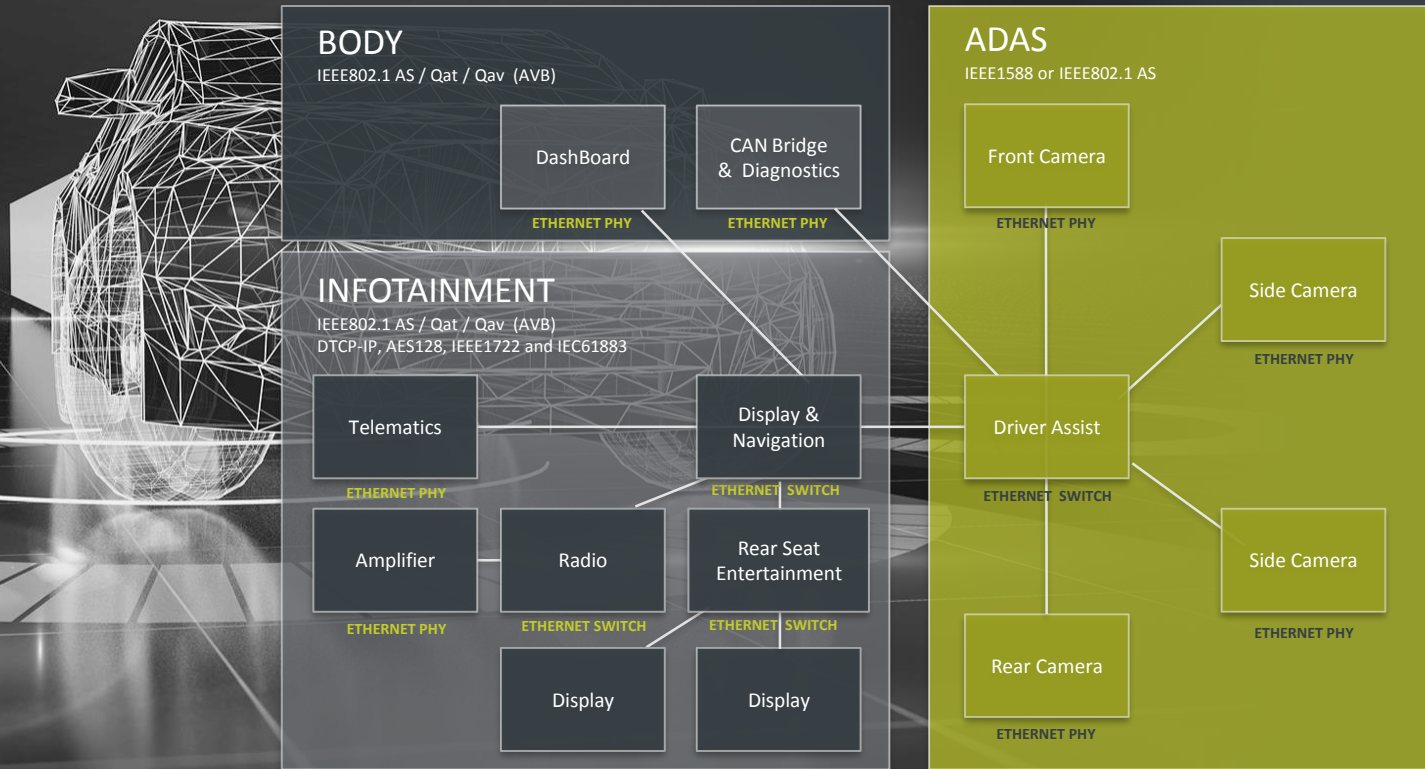 BODY
IEEE802.1 AS / Qat / Qav (AVB)
DashBoard
ETHERNET PHY
CAN Bridge
& Diagnostics
ETHERNET PHY
INFOTAINMENT
IEEE802.1 AS / Qat / Qav (AVB)
DTCP-IP, AES128, IEEE1722 and IEC61883
Telematics
ETHERNET PHY
Display &
Navigation
ETHERNET SWITCH
Amplifier
ETHERNET PHY
Radio
ETHERNET SWITCH
Rear Seat
Entertainment
ETHERNET SWITCH
Display
Display
ADAS
IEEE1588 or IEEE802.1 AS
Front Camera
ETHERNET PHY
Side Camera
ETHERNET PHY
Driver Assist
ETHERNET SWITCH
Side Camera
ETHERNET PHY
Rear Camera
ETHERNET PHY